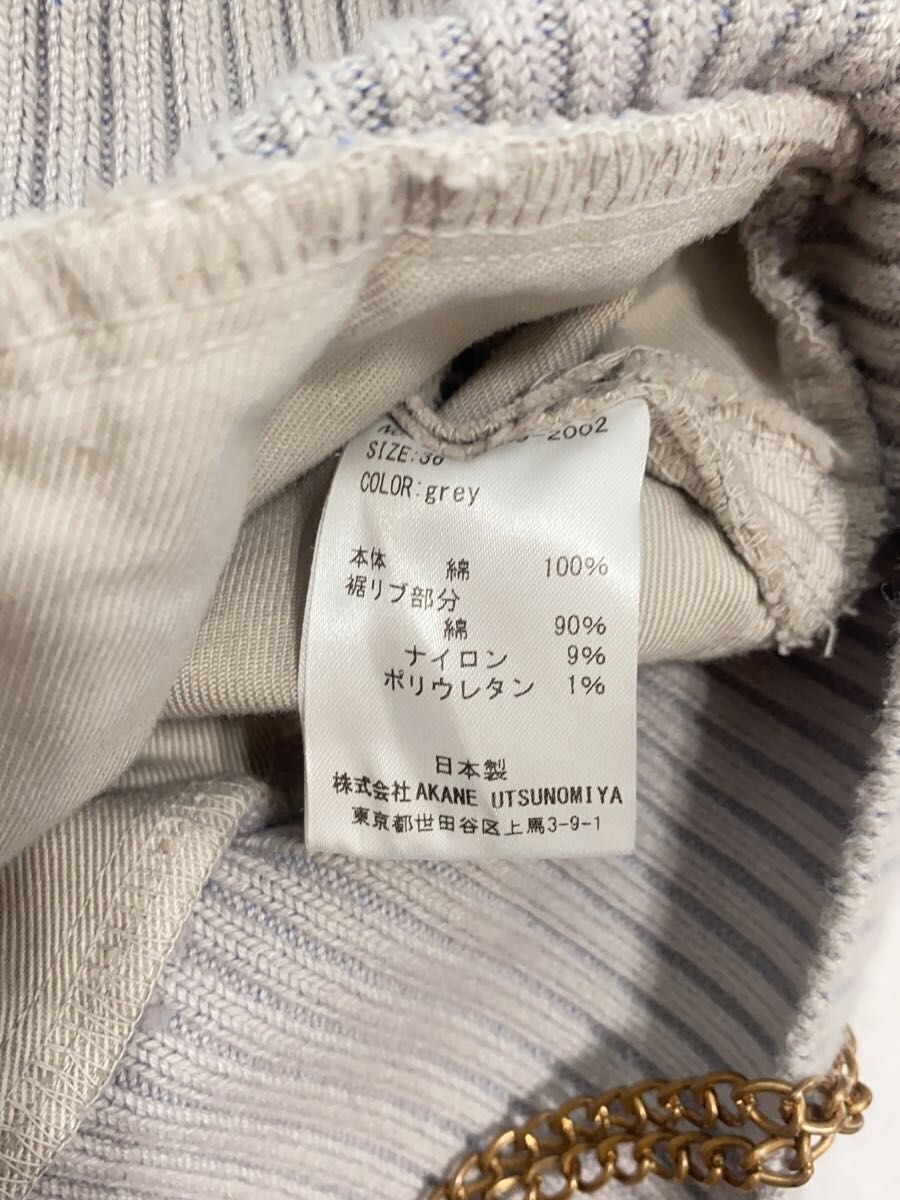 -2002
SIZE:36
COLOR:grey
本体 綿 100%
裾リブ部分
綿 90%
ナイロン 9%
ポリウレタン 1%
日本製
株式会社AKANE UTSUNOMIYA
東京都世田谷区上馬3-9-1